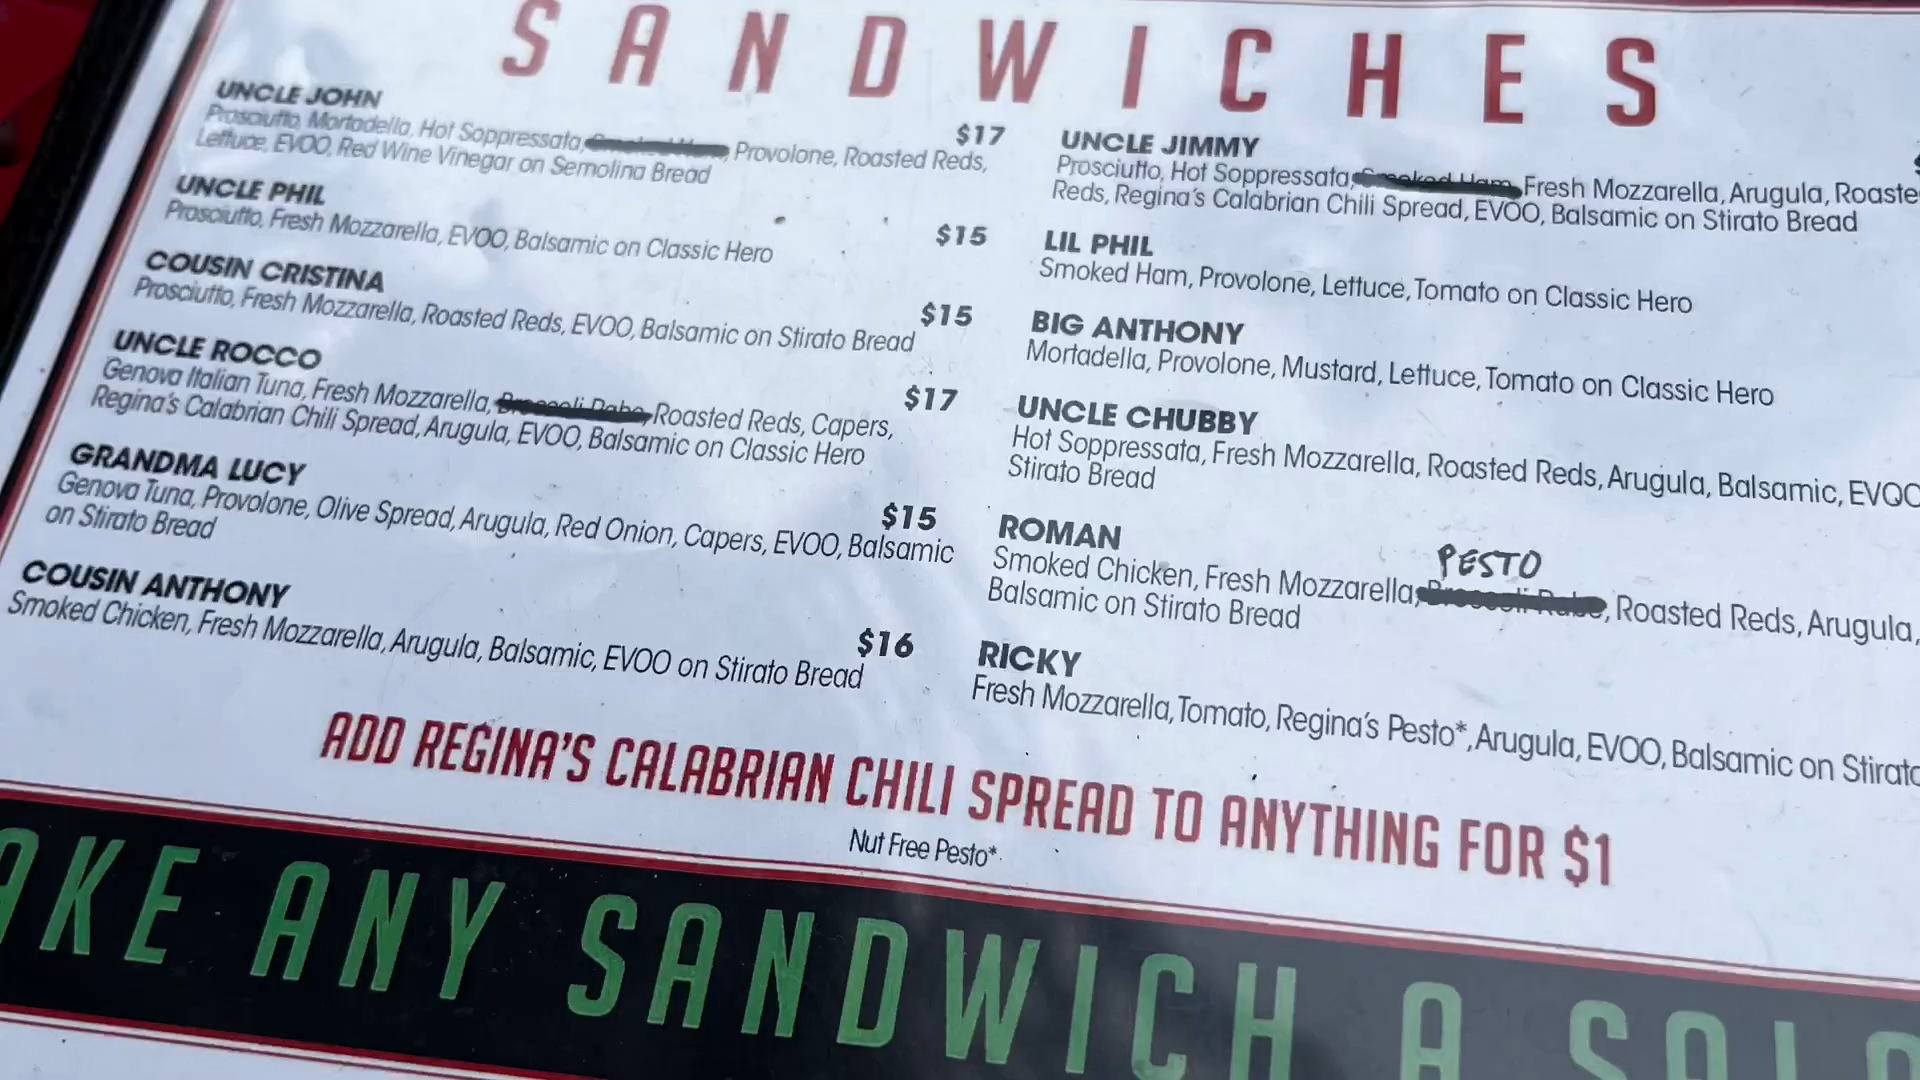 SANDWICHES
UNCLE JOHN
$17
Prosciutto, Mortadella, Hot Soppressata, Smoked Ham, Provolone, Roasted Reds,
Lettuce, EVOO, Red Wine Vinegar on Semolina Bread
UNCLE PHIL
$15
Prosciutto, Fresh Mozzarella, EVOO, Balsamic on Classic Hero
COUSIN CRISTINA
$15
Prosciutto, Fresh Mozzarella, Roasted Reds, EVOO, Balsamic on Stirato Bread
UNCLE ROCCO
$17
Genova Italian Tuna, Fresh Mozzarella, Broccoli Rabe, Roasted Reds, Capers,
Regina's Calabrian Chili Spread, Arugula, EVOO, Balsamic on Classic Hero
GRANDMA LUCY
$15
Genova Tuna, Provolone, Olive Spread, Arugula, Red Onion, Capers, EVOO, Balsamic
on Stirato Bread
COUSIN ANTHONY
$16
Smoked Chicken, Fresh Mozzarella, Arugula, Balsamic, EVOO on Stirato Bread
UNCLE JIMMY
Prosciutto, Hot Soppressata, Smoked Ham, Fresh Mozzarella, Arugula, Roaste
Reds, Regina's Calabrian Chili Spread, EVOO, Balsamic on Stirato Bread
LIL PHIL
Smoked Ham, Provolone, Lettuce, Tomato on Classic Hero
BIG ANTHONY
Mortadella, Provolone, Mustard, Lettuce, Tomato on Classic Hero
UNCLE CHUBBY
Hot Soppressata, Fresh Mozzarella, Roasted Reds, Arugula, Balsamic, EVOO
Stirato Bread
ROMAN
PESTO
Smoked Chicken, Fresh Mozzarella, Broccoli Rabe, Roasted Reds, Arugula,
Balsamic on Stirato Bread
RICKY
Fresh Mozzarella, Tomato, Regina's Pesto*, Arugula, EVOO, Balsamic on Stirato
ADD REGINA'S CALABRIAN CHILI SPREAD TO ANYTHING FOR $1
Nut Free Pesto*
AKE ANY SANDWICH A SALA